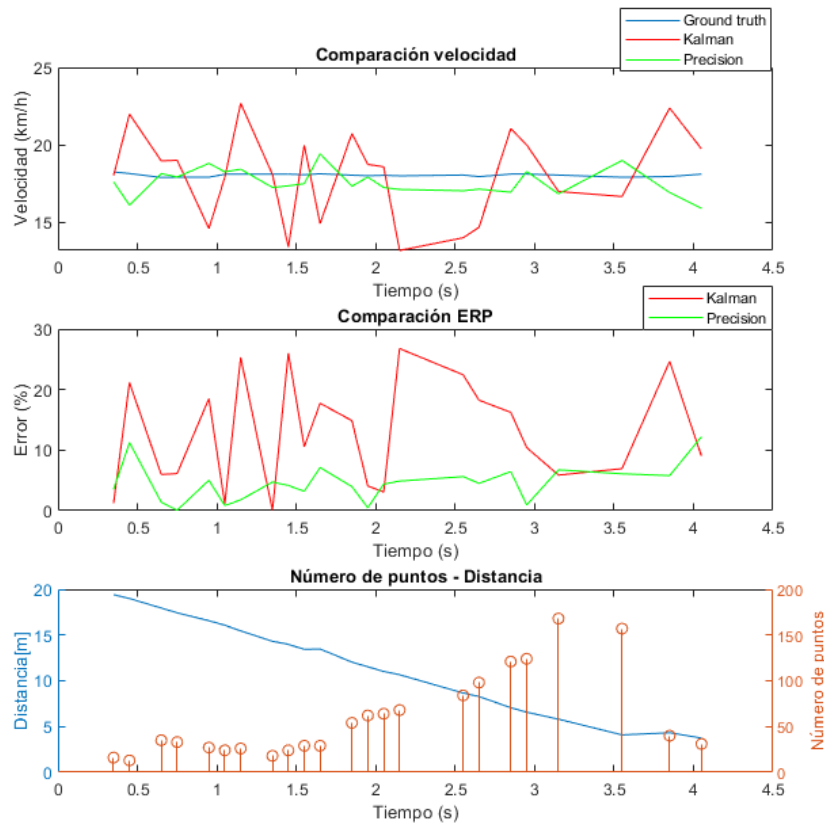 Ground truth
Kalman
Precision
Comparación velocidad
Velocidad (km/h)
25
20
15
0 0.5 1 1.5 2 2.5 3 3.5 4 4.5
Tiempo (s)
Kalman
Precision
Comparación ERP
Error (%)
30
20
10
0
0 0.5 1 1.5 2 2.5 3 3.5 4 4.5
Tiempo (s)
Número de puntos - Distancia
Distancia[m]
20
15
10
5
0
200
150
100
50
0
Número de puntos
0 0.5 1 1.5 2 2.5 3 3.5 4 4.5
Tiempo (s)